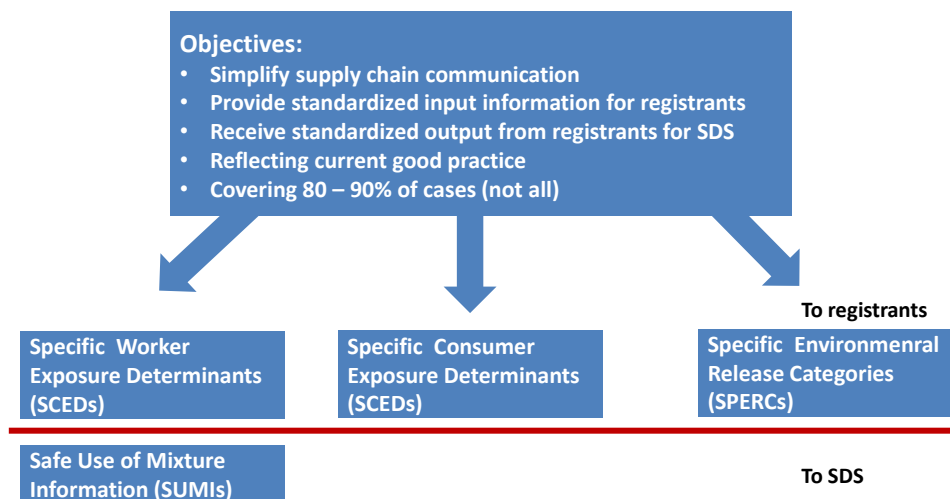 Objectives:
• Simplify supply chain communication
• Provide standardized input information for registrants
• Receive standardized output from registrants for SDS
• Reflecting current good practice
• Covering 80 – 90% of cases (not all)
To registrants
Specific Worker
Exposure Determinants
(SCEDs)
Specific Consumer
Exposure Determinants
(SCEDs)
Specific Environmenral
Release Categories
(SPERCs)
Safe Use of Mixture
Information (SUMIs)
To SDS